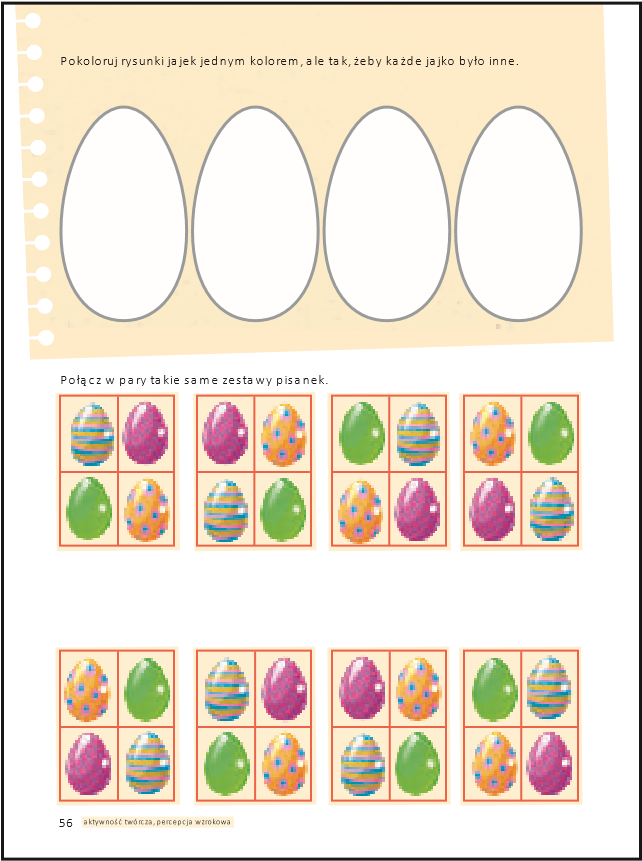 Pokoloruj rysunki jajek jednym kolorem, ale tak, żeby każde jajko było inne.
Połącz w pary takie same zestawy pisanek.
56 aktywność twórcza, percepcja wzrokowa